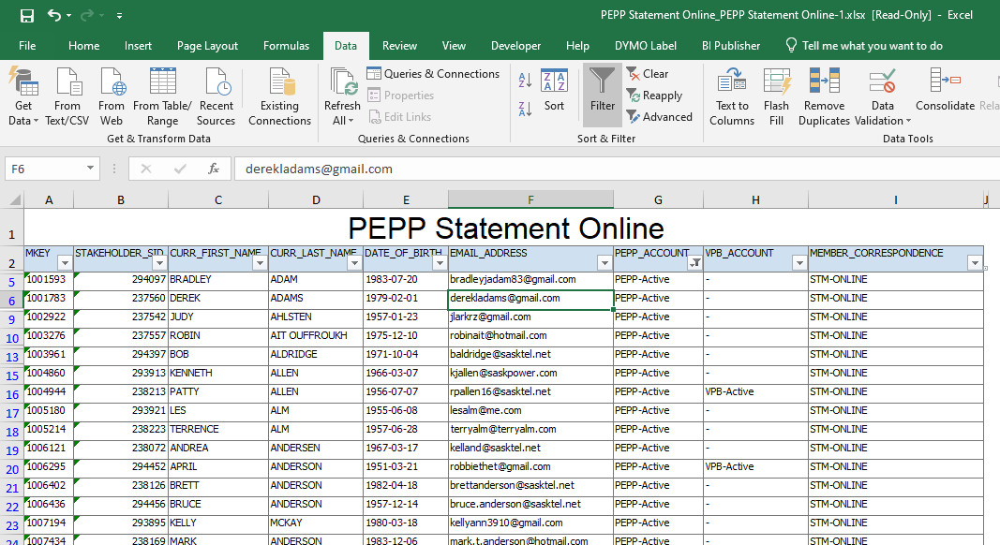 PEPP Statement Online_PEPP Statement Online-1.xlsx [Read-Only] - Excel
File Home Insert Page Layout Formulas Data Review View Developer Help DYMO Label BI Publisher Tell me what you want to do
Get Data From Text/CSV From Web From Table/ Range Recent Sources Existing Connections
Get & Transform Data
Refresh All Queries & Connections Properties Edit Links
Queries & Connections
Sort Filter Clear Reapply Advanced
Sort & Filter
Text to Columns Flash Fill Remove Duplicates Data Validation Consolidate Rela
Data Tools
F6 fx derekladams@gmail.com
A B C D E F G H I J
1 PEPP Statement Online
2 MKEY STAKEHOLDER_SID CURR_FIRST_NAME CURR_LAST_NAME DATE_OF_BIRTH EMAIL_ADDRESS PEPP_ACCOUNT VPB_ACCOUNT MEMBER_CORRESPONDENCE
5 1001593 294097 BRADLEY ADAM 1983-07-20 bradleyjadam83@gmail.com PEPP-Active - STM-ONLINE
6 1001783 237560 DEREK ADAMS 1979-02-01 derekladams@gmail.com PEPP-Active - STM-ONLINE
9 1002922 237542 JUDY AHLSTEN 1957-01-23 jlarkrz@gmail.com PEPP-Active - STM-ONLINE
10 1003276 237557 ROBIN AIT OUFFROUKH 1975-12-10 robinait@hotmail.com PEPP-Active - STM-ONLINE
13 1003961 294397 BOB ALDRIDGE 1971-10-04 baldridge@sasktel.net PEPP-Active - STM-ONLINE
15 1004860 293913 KENNETH ALLEN 1966-03-07 kjallen@saskpower.com PEPP-Active - STM-ONLINE
16 1004944 238213 PATTY ALLEN 1956-07-07 rpallen16@sasktel.net PEPP-Active VPB-Active STM-ONLINE
17 1005180 293921 LES ALM 1955-06-08 lesalm@me.com PEPP-Active - STM-ONLINE
18 1005214 238223 TERRENCE ALM 1957-06-28 terryalm@terryalm.com PEPP-Active - STM-ONLINE
19 1006121 238072 ANDREA ANDERSEN 1967-03-17 kelland@sasktel.net PEPP-Active - STM-ONLINE
20 1006295 294452 APRIL ANDERSON 1951-03-21 robbiethet@gmail.com PEPP-Active VPB-Active STM-ONLINE
21 1006402 238126 BRETT ANDERSON 1982-04-18 brettanderson@sasktel.net PEPP-Active - STM-ONLINE
22 1006436 294456 BRUCE ANDERSON 1957-12-14 bruce.anderson@sasktel.net PEPP-Active - STM-ONLINE
23 1007194 293895 KELLY MCKAY 1980-03-18 kellyann3910@gmail.com PEPP-Active - STM-ONLINE
24 1007434 238169 MARK ANDERSON 1983-12-06 mark.t.anderson@hotmail.com PEPP-Active - STM-ONLINE